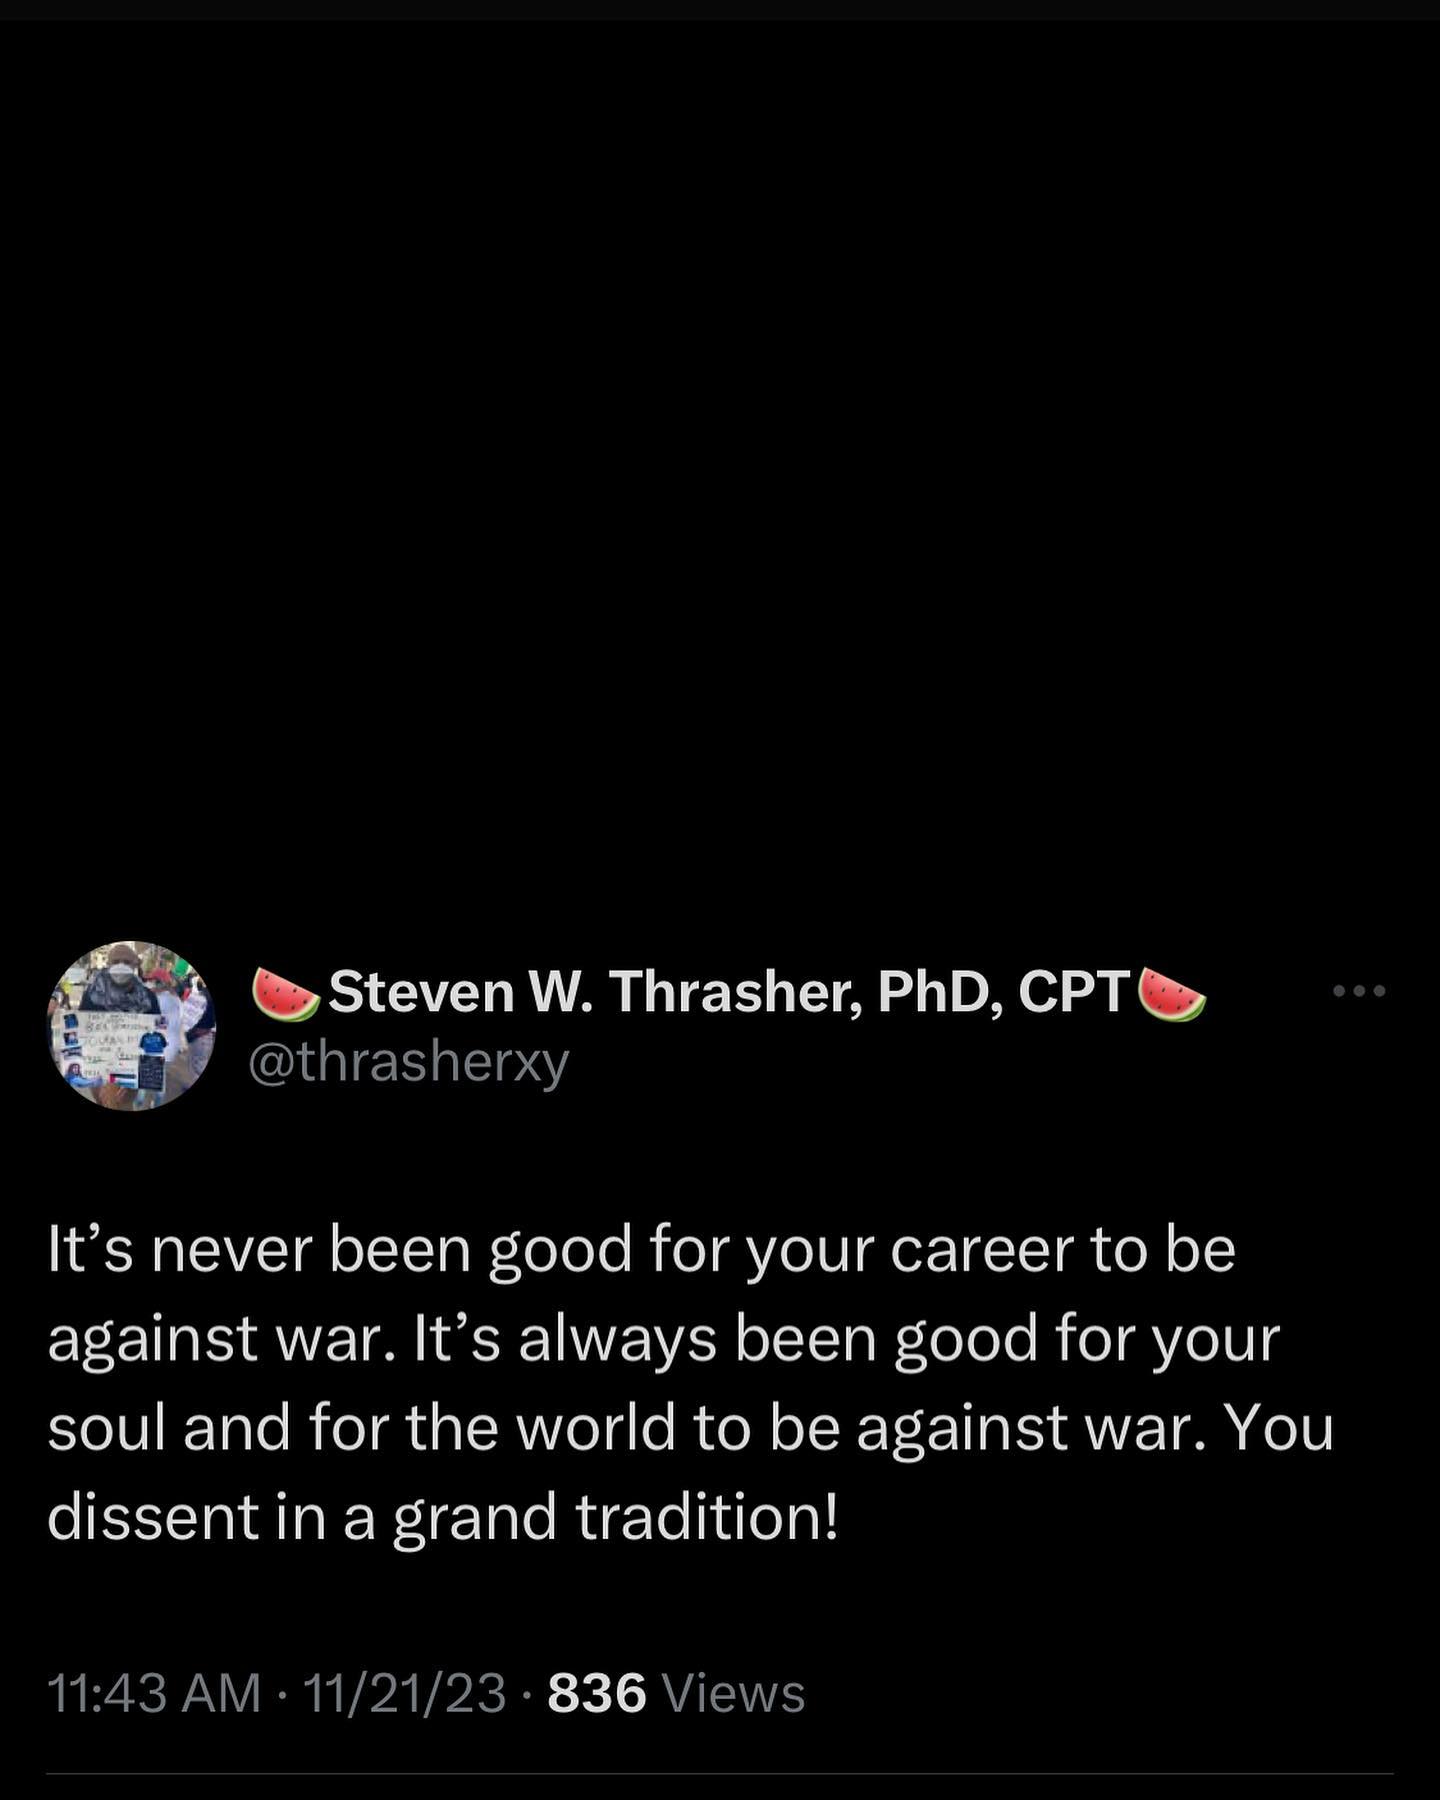 🍉Steven W. Thrasher, PhD, CPT🍉
@thrasherxy
It’s never been good for your career to be
against war. It’s always been good for your
soul and for the world to be against war. You
dissent in a grand tradition!
11:43 AM · 11/21/23 · 836 Views